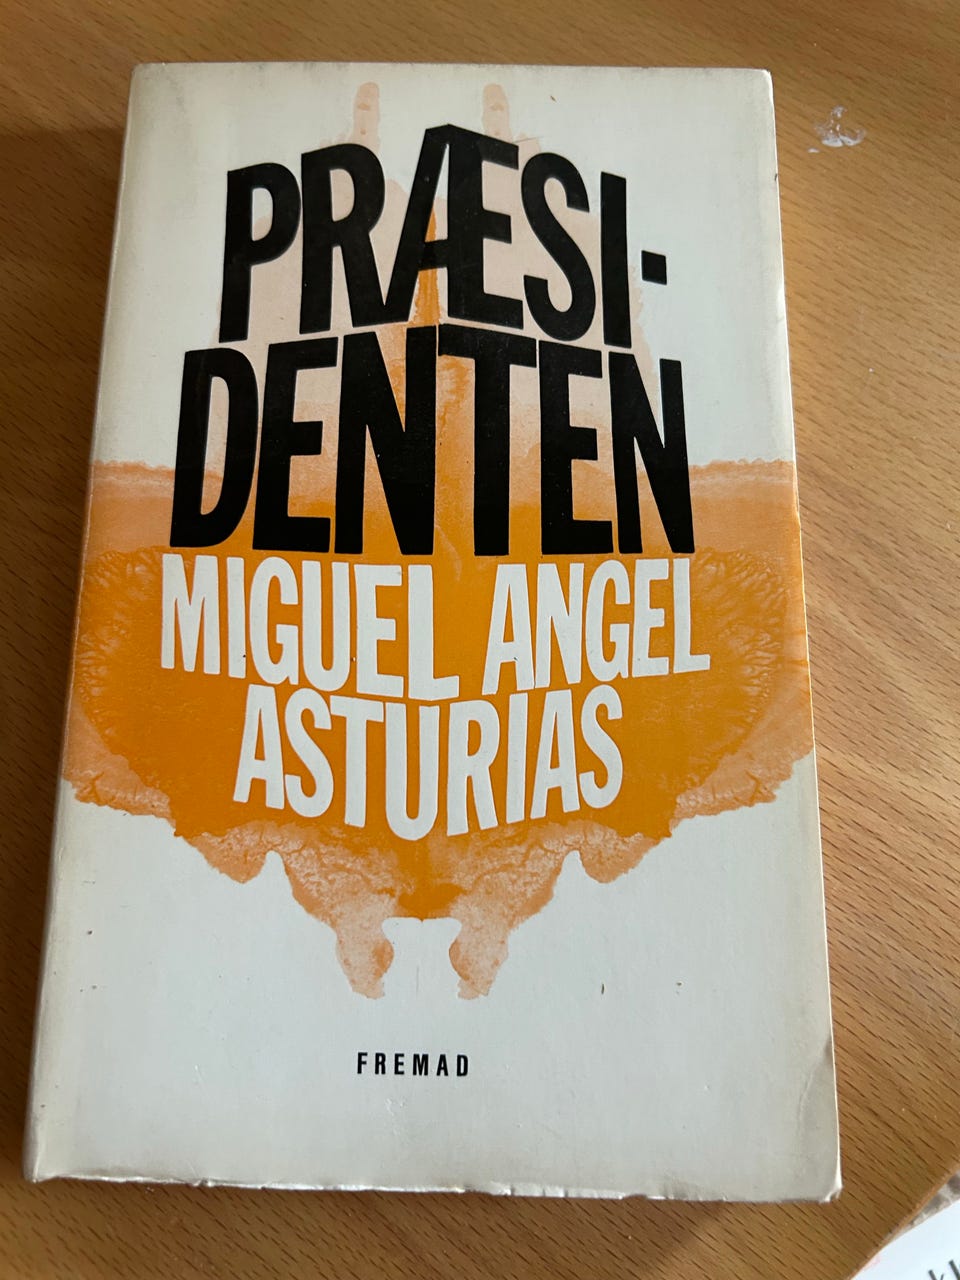 PRÆSI-
DENTEN
MIGUEL ANGEL
ASTURIAS
FREMAD